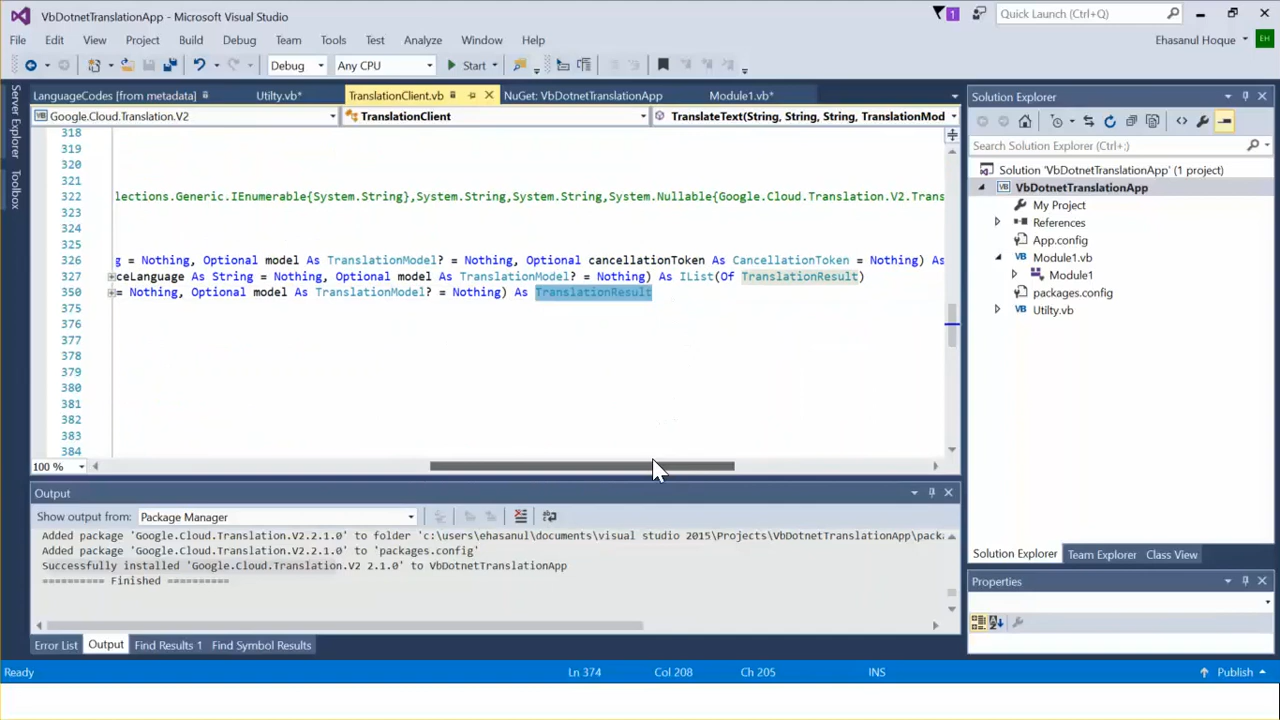 VbDotnetTranslationApp - Microsoft Visual Studio
1
Quick Launch (Ctrl+Q)
File Edit View Project Build Debug Team Tools Test Analyze Window Help
Ehasanul Hoque EH
Debug Any CPU Start
LanguageCodes [from metadata] Utilty.vb* TranslationClient.vb NuGet: VbDotnetTranslationApp Module1.vb*
Google.Cloud.Translation.V2 TranslationClient TranslateText(String, String, String, TranslationMod
318
319
320
321
322 lections.Generic.IEnumerable{System.String},System.String,System.String,System.Nullable{Google.Cloud.Translation.V2.Trans
323
324
325
326 g = Nothing, Optional model As TranslationModel? = Nothing, Optional cancellationToken As CancellationToken = Nothing) As
327 ceLanguage As String = Nothing, Optional model As TranslationModel? = Nothing) As IList(Of TranslationResult)
350 = Nothing, Optional model As TranslationModel? = Nothing) As TranslationResult
375
376
377
378
379
380
381
382
383
384
100 %
Output
Show output from: Package Manager
Added package 'Google.Cloud.Translation.V2.2.1.0' to folder 'c:\users\ehasanul\documents\visual studio 2015\Projects\VbDotnetTranslationApp\pack
Added package 'Google.Cloud.Translation.V2.2.1.0' to 'packages.config'
Successfully installed 'Google.Cloud.Translation.V2 2.1.0' to VbDotnetTranslationApp
========== Finished ==========
Error List Output Find Results 1 Find Symbol Results
Server Explorer
Toolbox
Solution Explorer
Search Solution Explorer (Ctrl+;)
Solution 'VbDotnetTranslationApp' (1 project)
VB VbDotnetTranslationApp
My Project
References
App.config
VB Module1.vb
Module1
packages.config
VB Utilty.vb
Solution Explorer Team Explorer Class View
Properties
Ready Ln 374 Col 208 Ch 205 INS Publish